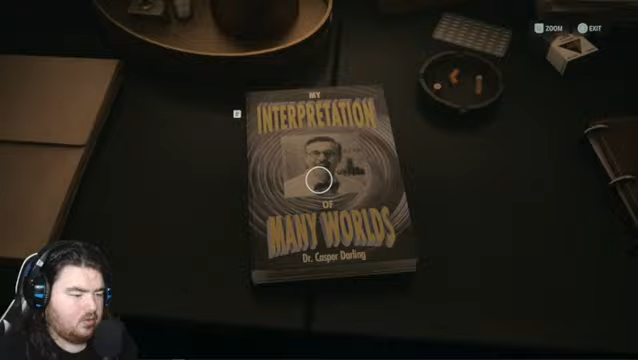 ZOOM
EXIT
MY
INTERPRETATION
OF
MANY WORLDS
Dr. Casper Darling